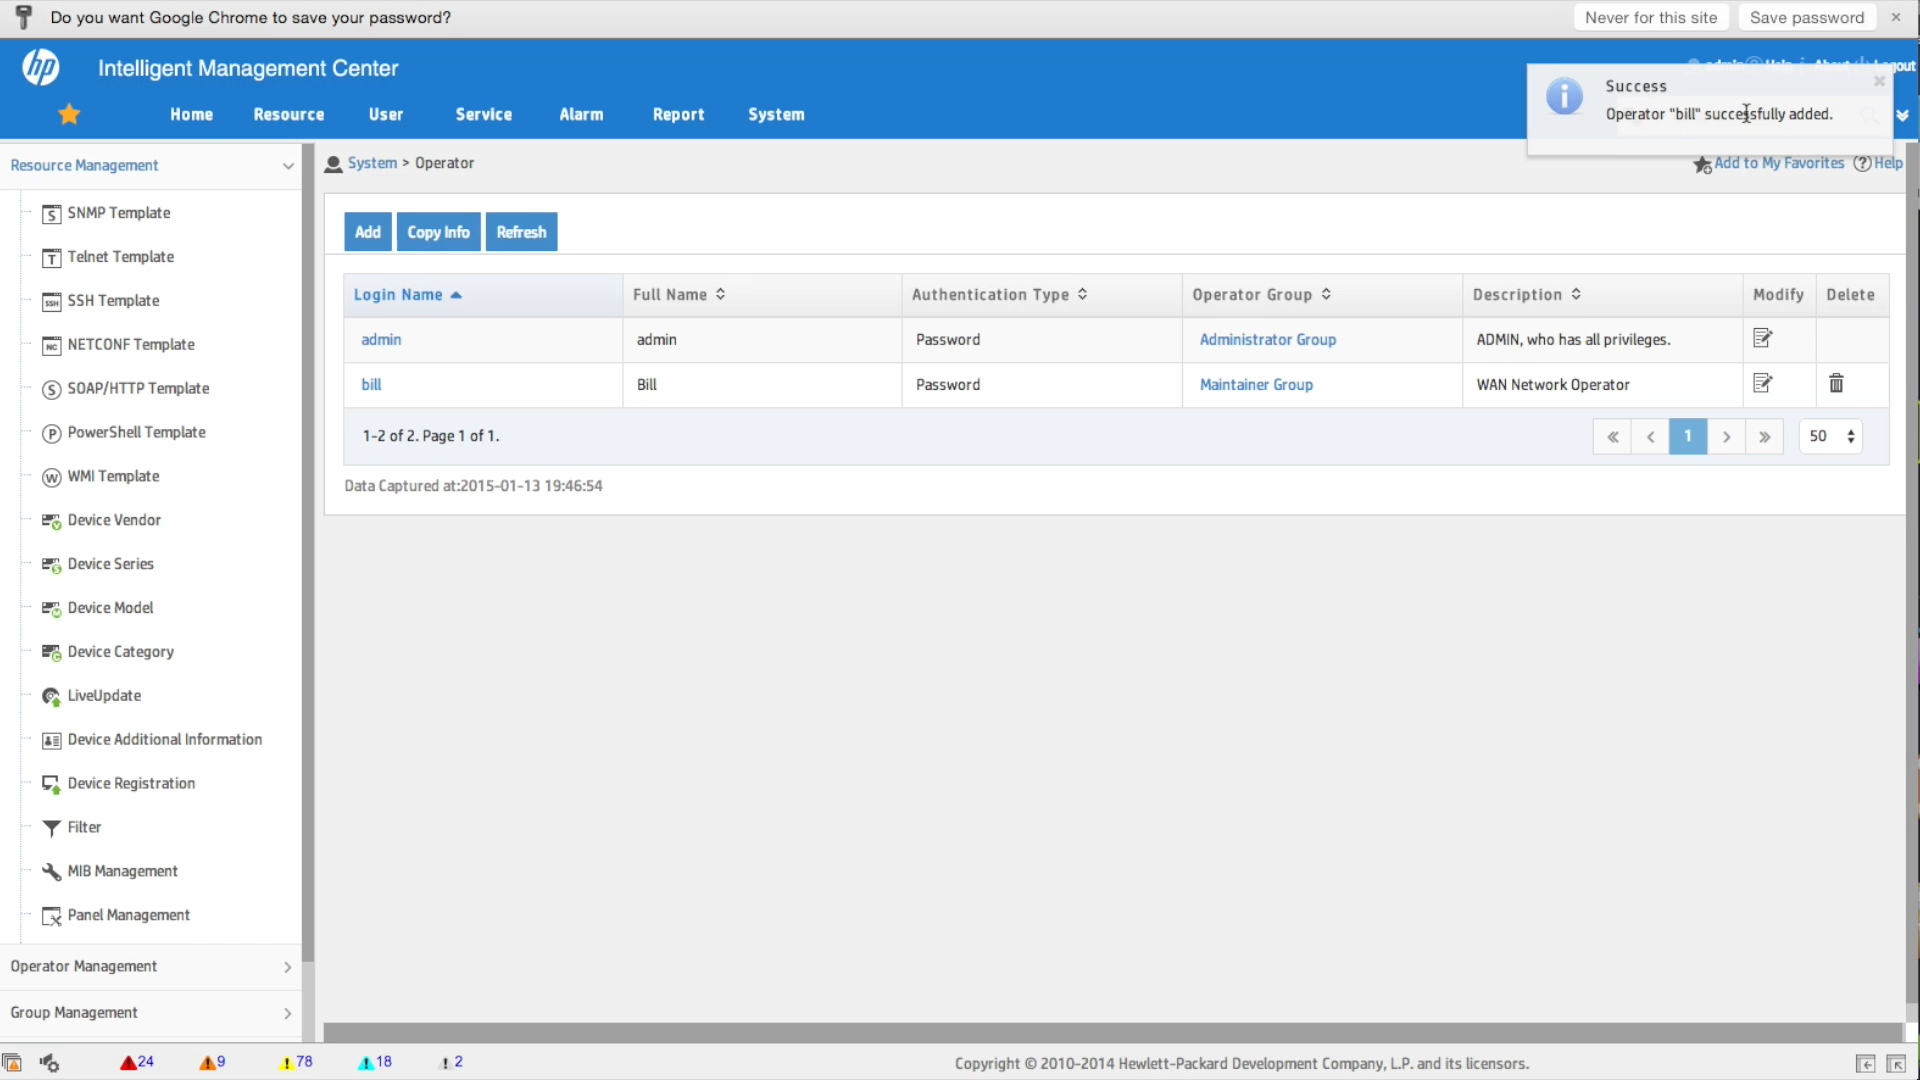 Do you want Google Chrome to save your password?
Never for this site
Save password
hp
Intelligent Management Center
Success
Operator "bill" successfully added.
Home
Resource
User
Service
Alarm
Report
System
Resource Management
System > Operator
Add to My Favorites
Help
SNMP Template
Telnet Template
SSH Template
NETCONF Template
SOAP/HTTP Template
PowerShell Template
WMI Template
Device Vendor
Device Series
Device Model
Device Category
LiveUpdate
Device Additional Information
Device Registration
Filter
MIB Management
Panel Management
Operator Management
Group Management
Add
Copy Info
Refresh
Login Name
Full Name
Authentication Type
Operator Group
Description
Modify
Delete
admin
admin
Password
Administrator Group
ADMIN, who has all privileges.
bill
Bill
Password
Maintainer Group
WAN Network Operator
1-2 of 2. Page 1 of 1.
« ‹ 1 › »
50
Data Captured at:2015-01-13 19:46:54
24
9
78
18
2
Copyright © 2010-2014 Hewlett-Packard Development Company, L.P. and its licensors.